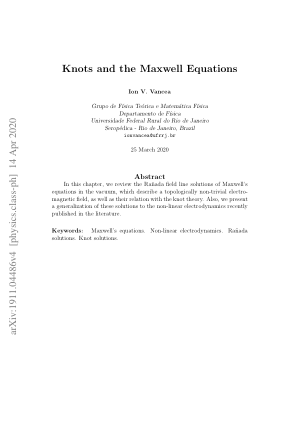 Knots and the Maxwell Equations
Ion V. Vancea
Grupo de Física Teórica e Matemática Física
Departamento de Física
Universidade Federal Rural do Rio de Janeiro
Seropédica - Rio de Janeiro, Brazil
ionvancea@ufrrj.br
25 March 2020
Abstract
In this chapter, we review the Rañada field line solutions of Maxwell's
equations in the vacuum, which describe a topologically non-trivial electro-
magnetic field, as well as their relation with the knot theory. Also, we present
a generalization of these solutions to the non-linear electrodynamics recently
published in the literature.
Keywords: Maxwell's equations. Non-linear electrodynamics. Rañada
solutions. Knot solutions.
arXiv:1911.04486v4 [physics.class-ph] 14 Apr 2020